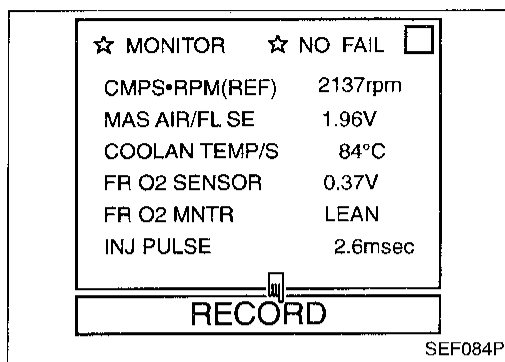 ☆ MONITOR ☆ NO FAIL
CMPS•RPM(REF) 2137rpm
MAS AIR/FL SE 1.96V
COOLAN TEMP/S 84°C
FR O2 SENSOR 0.37V
FR O2 MNTR LEAN
INJ PULSE 2.6msec
RECORD
SEF084P